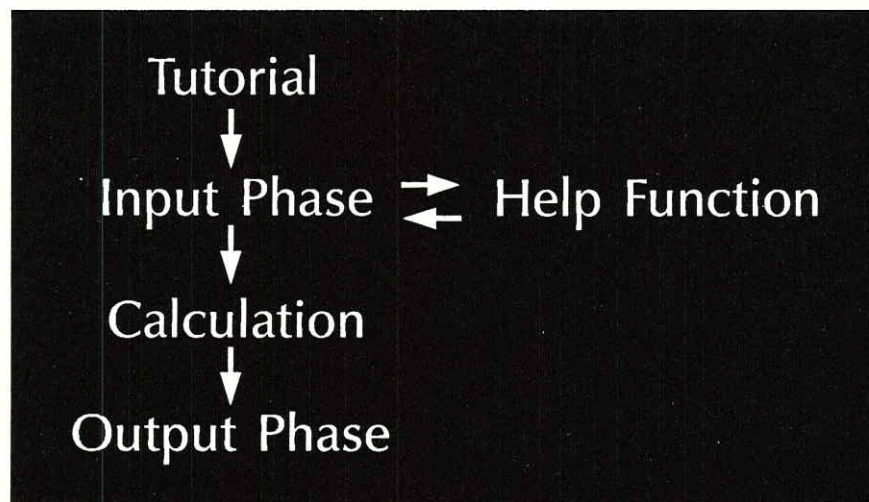 Tutorial
Input Phase
Help Function
Calculation
Output Phase